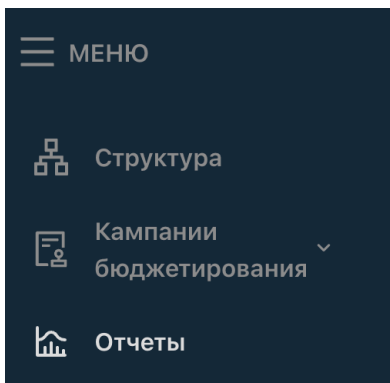 МЕНЮ
Структура
Кампании
бюджетирования
Отчеты